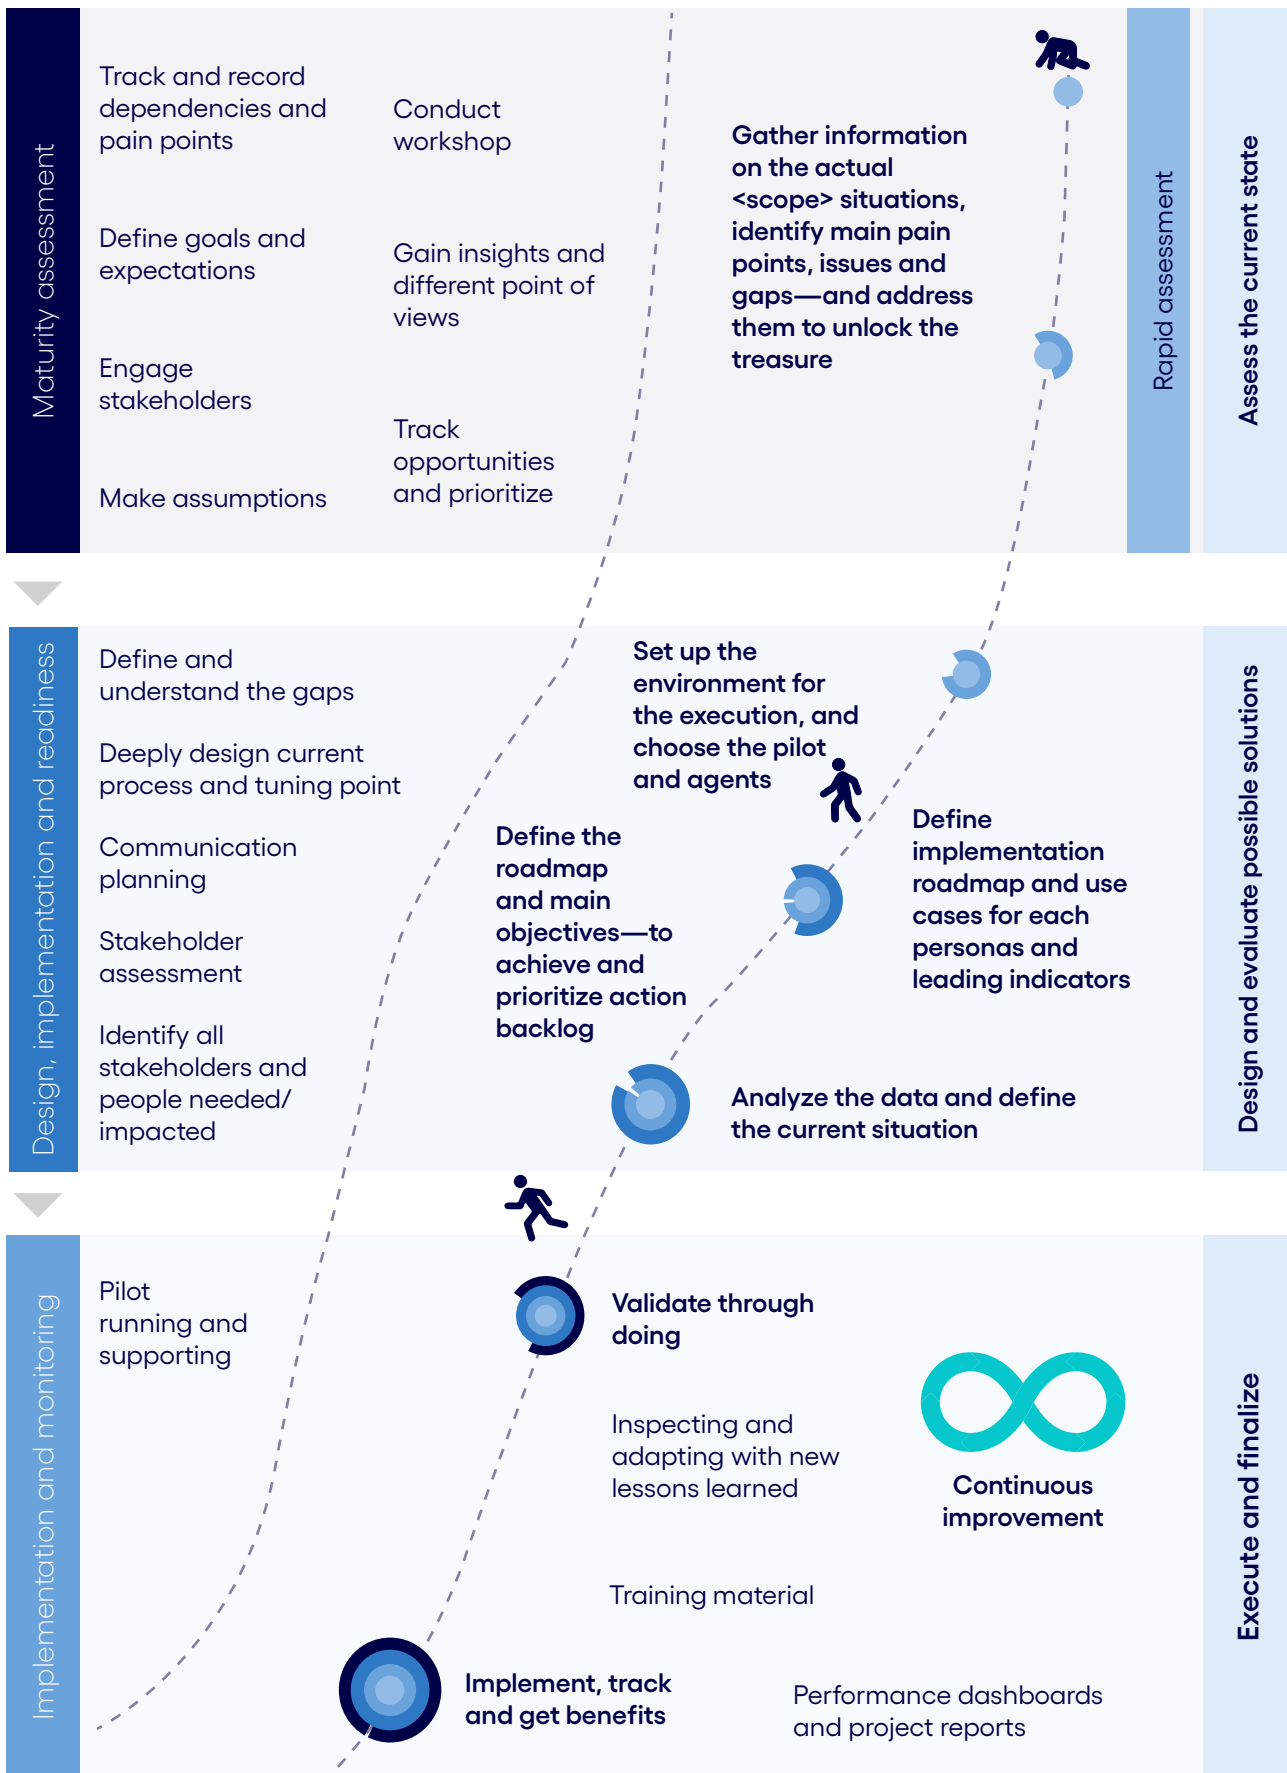 Maturity assessment
Track and record
dependencies and
pain points
Define goals and
expectations
Engage
stakeholders
Make assumptions
Conduct
workshop
Gain insights and
different point of
views
Track
opportunities
and prioritize
Gather information
on the actual
<scope> situations,
identify main pain
points, issues and
gaps—and address
them to unlock the
treasure
Rapid assessment
Assess the current state
Design, implementation and readiness
Define and
understand the gaps
Deeply design current
process and tuning point
Communication
planning
Stakeholder
assessment
Identify all
stakeholders and
people needed/
impacted
Set up the
environment for
the execution, and
choose the pilot
and agents
Define the
roadmap
and main
objectives—to
achieve and
prioritize action
backlog
Define
implementation
roadmap and use
cases for each
personas and
leading indicators
Analyze the data and define
the current situation
Design and evaluate possible solutions
Implementation and monitoring
Pilot
running and
supporting
Validate through
doing
Inspecting and
adapting with new
lessons learned
Continuous
improvement
Training material
Implement, track
and get benefits
Performance dashboards
and project reports
Execute and finalize